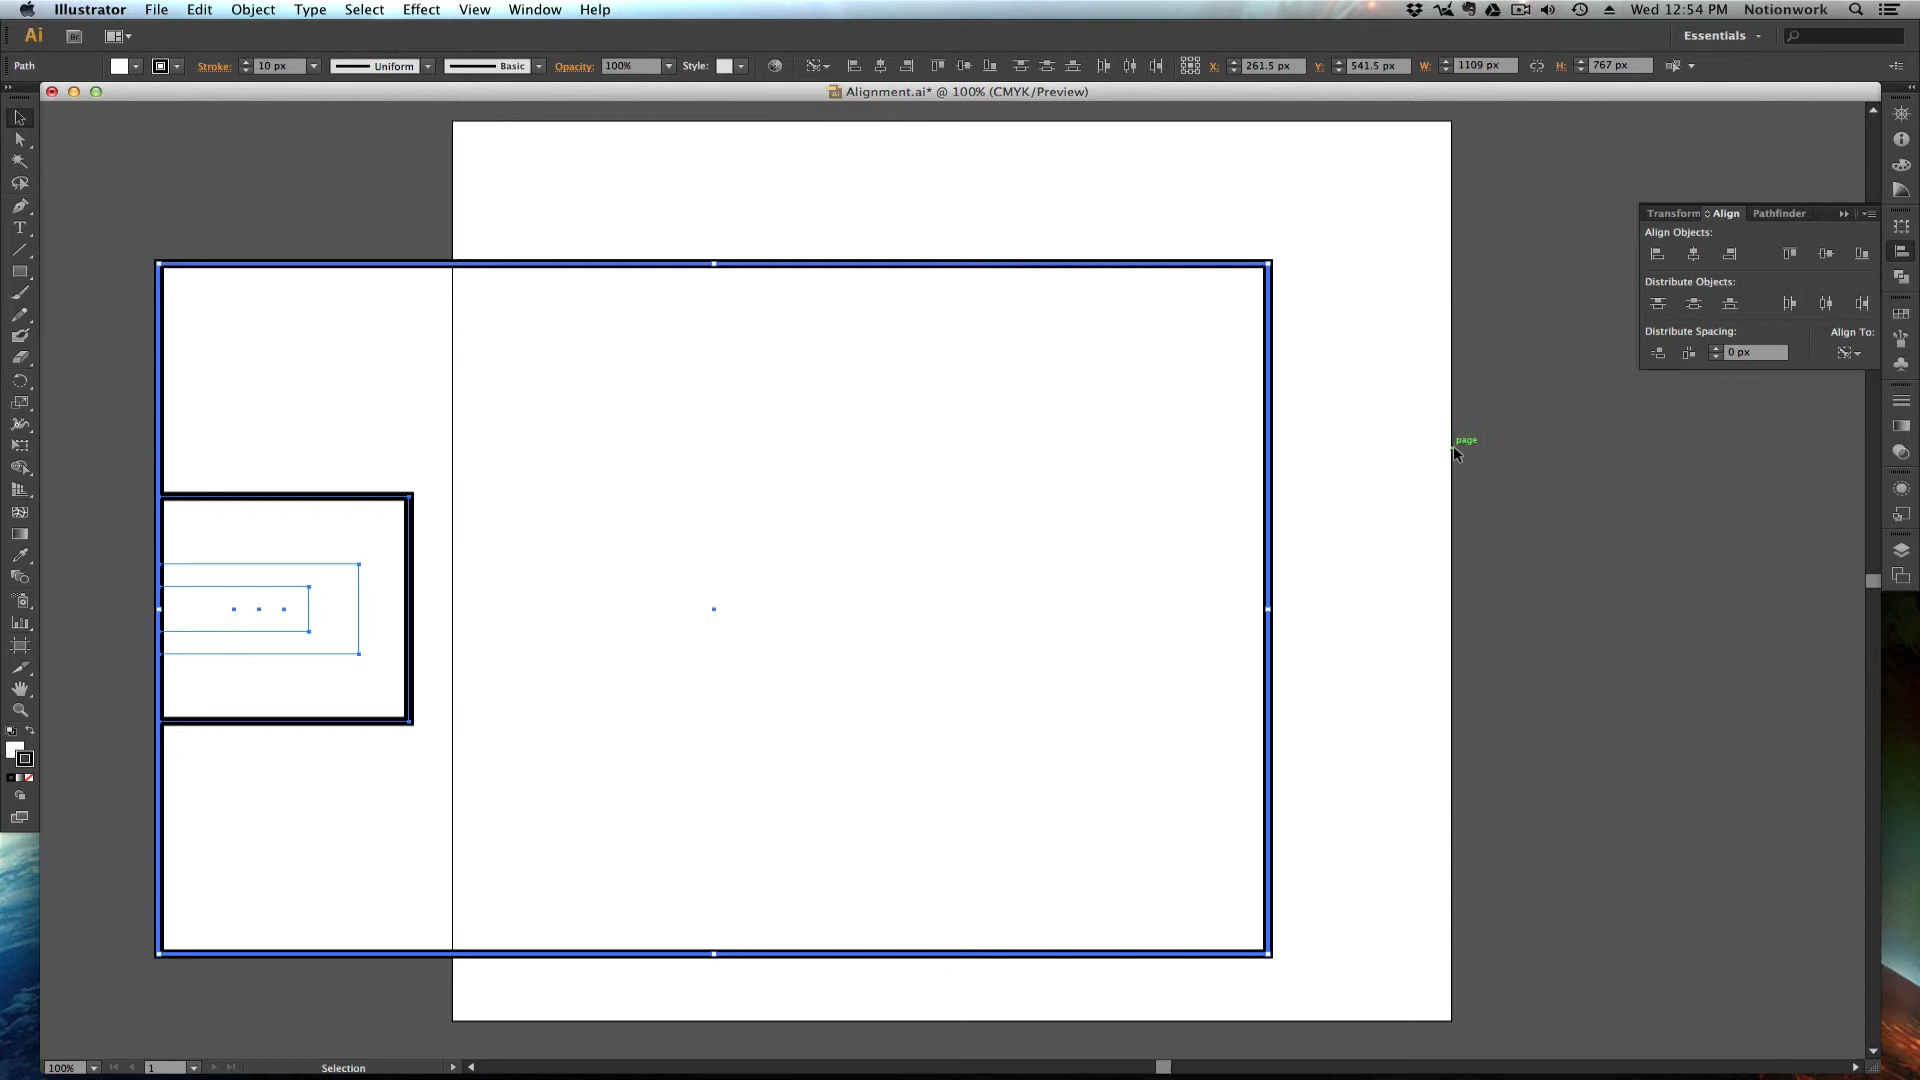 Illustrator File Edit Object Type Select Effect View Window Help Wed 12:54 PM Notionwork
Ai Br Essentials
Path Stroke: 10 px Uniform Basic Opacity: 100% Style: X: 261.5 px Y: 541.5 px W: 1109 px H: 767 px
Alignment.ai* @ 100% (CMYK/Preview)
Transform Align Pathfinder
Align Objects:
Distribute Objects:
Distribute Spacing: Align To:
0 px
page
100% 1 Selection